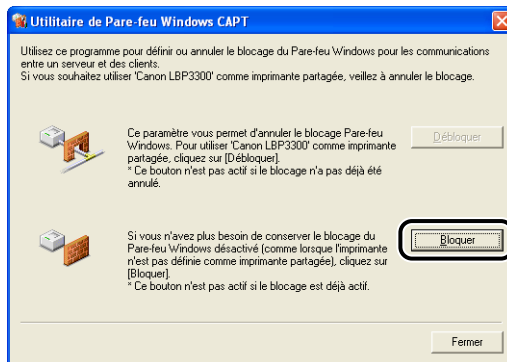 Utilitaire de Pare-feu Windows CAPT
Utilisez ce programme pour définir ou annuler le blocage du Pare-feu Windows pour les communications
entre un serveur et des clients.
Si vous souhaitez utiliser 'Canon LBP3300' comme imprimante partagée, veillez à annuler le blocage.
Ce paramètre vous permet d'annuler le blocage Pare-feu
Windows. Pour utiliser 'Canon LBP3300' comme imprimante
partagée, cliquez sur [Débloquer].
* Ce bouton n'est pas actif si le blocage n'a pas déjà été
annulé.
Débloquer
Si vous n'avez plus besoin de conserver le blocage du
Pare-feu Windows désactivé (comme lorsque l'imprimante
n'est pas définie comme imprimante partagée), cliquez sur
[Bloquer].
* Ce bouton n'est pas actif si le blocage est déjà actif.
Bloquer
Fermer